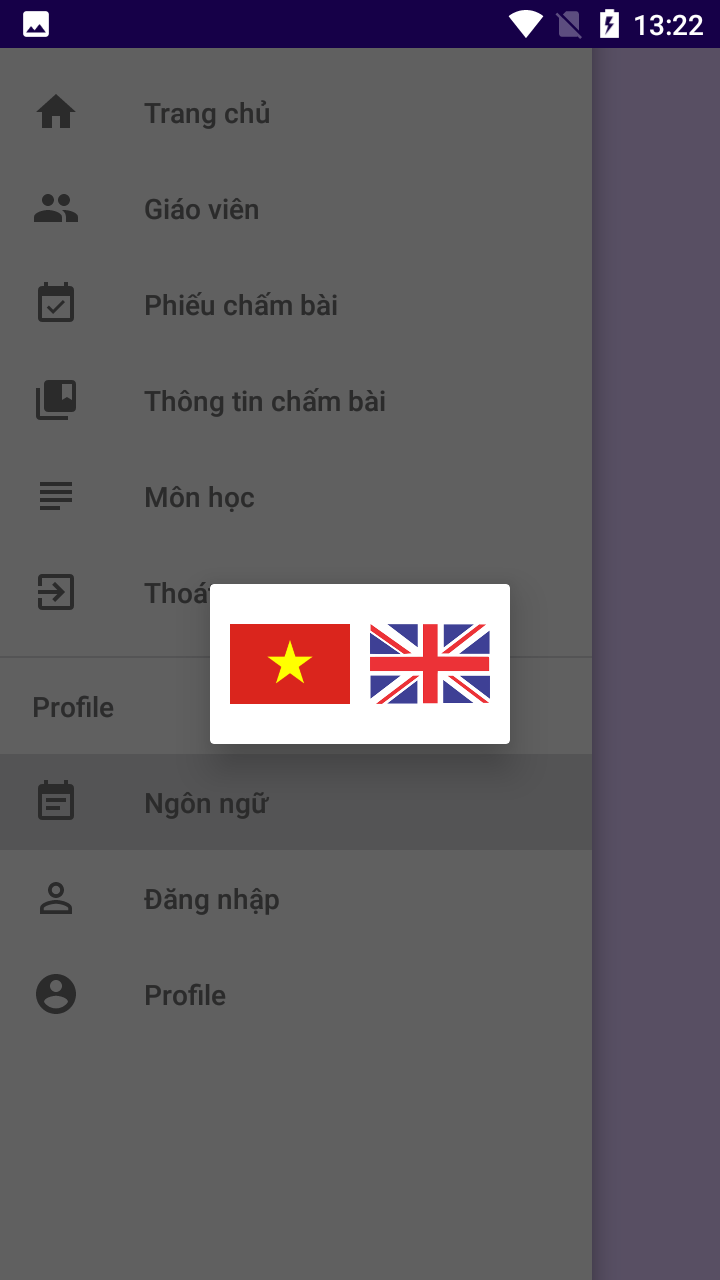 13:22
Trang chủ
Giáo viên
Phiếu chấm bài
Thông tin chấm bài
Môn học
Profile
Ngôn ngữ
Đăng nhập
Profile